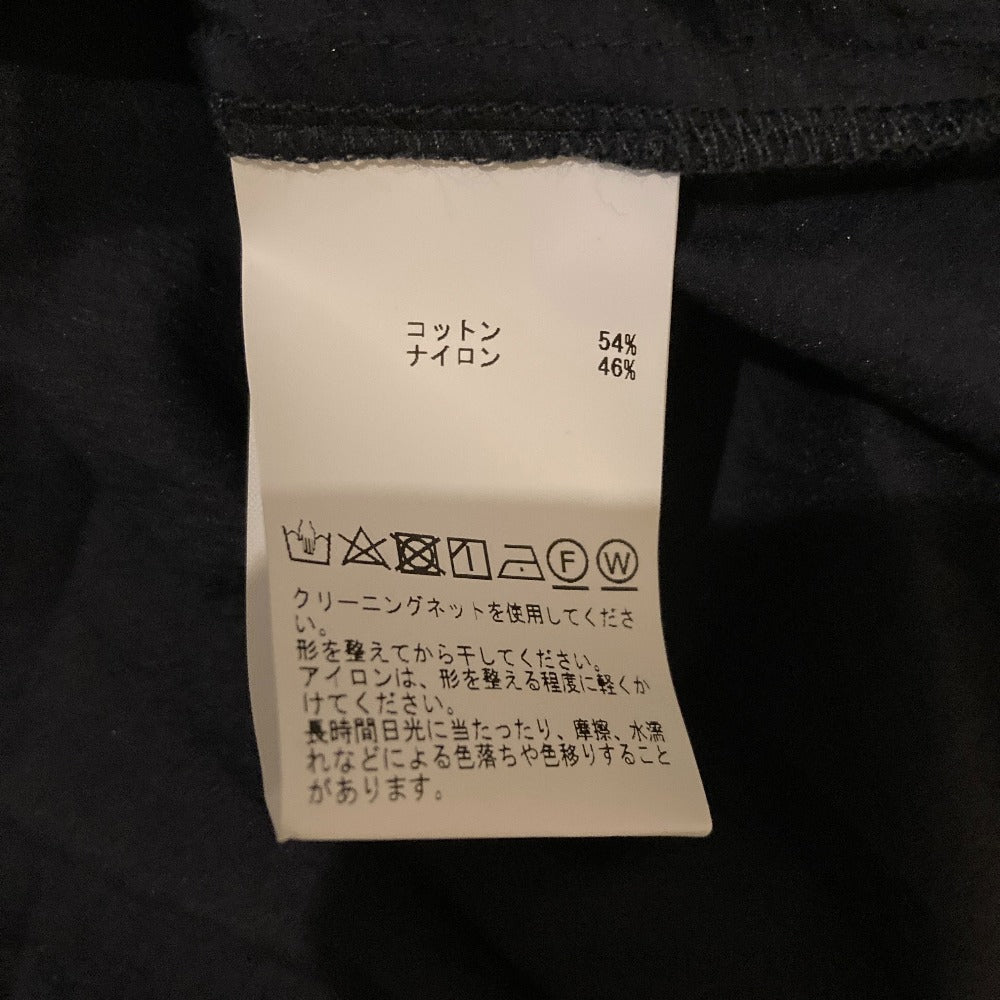 コットン 54%
ナイロン 46%
F W
クリーニングネットを使用してくださ
い。
形を整えてから干してください。
アイロンは、形を整える程度に軽くか
けてください。
長時間日光に当たったり、摩擦、水濡
れなどによる色落ちや色移りすること
があります。